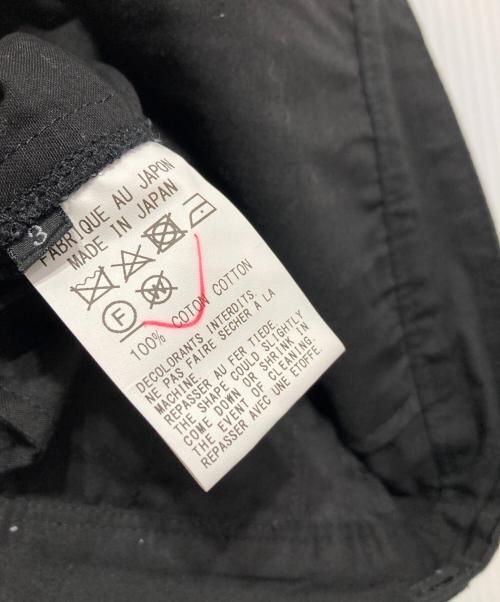 3
FABRIQUE AU JAPON
MADE IN JAPAN
F W
100% COTON COTTON
DECOLORANTS INTERDITS.
NE PAS FAIRE SECHER A LA
MACHINE.
REPASSER AU FER TIEDE.
THE SHAPE COULD SLIGHTLY
COME DOWN OR SHRINK IN
THE EVENT OF CLEANING.
REPASSER AVEC UNE ETOFFE.